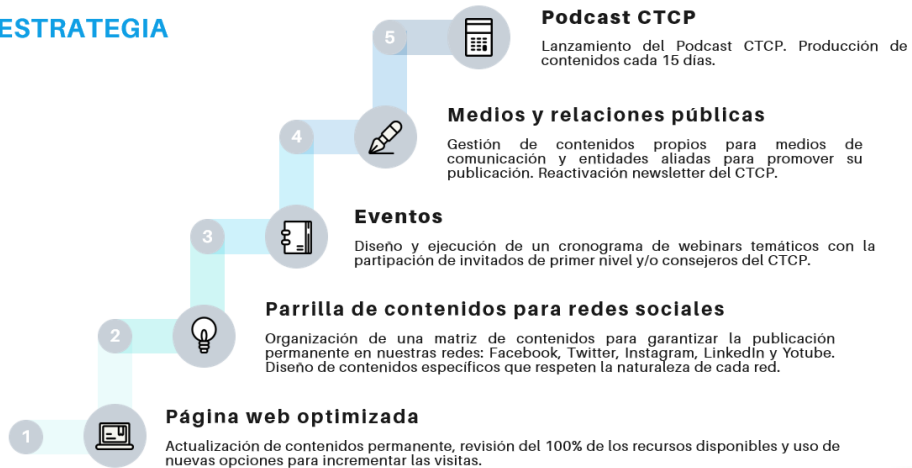 ESTRATEGIA
5
Podcast CTCP
Lanzamiento del Podcast CTCP. Producción de
contenidos cada 15 días.
4
Medios y relaciones públicas
Gestión de contenidos propios para medios de
comunicación y entidades aliadas para promover su
publicación. Reactivación newsletter del CTCP.
3
Eventos
Diseño y ejecución de un cronograma de webinars temáticos con la
partipación de invitados de primer nivel y/o consejeros del CTCP.
2
Parrilla de contenidos para redes sociales
Organización de una matriz de contenidos para garantizar la publicación
permanente en nuestras redes: Facebook, Twitter, Instagram, LinkedIn y Yotube.
Diseño de contenidos específicos que respeten la naturaleza de cada red.
1
Página web optimizada
Actualización de contenidos permanente, revisión del 100% de los recursos disponibles y uso de
nuevas opciones para incrementar las visitas.